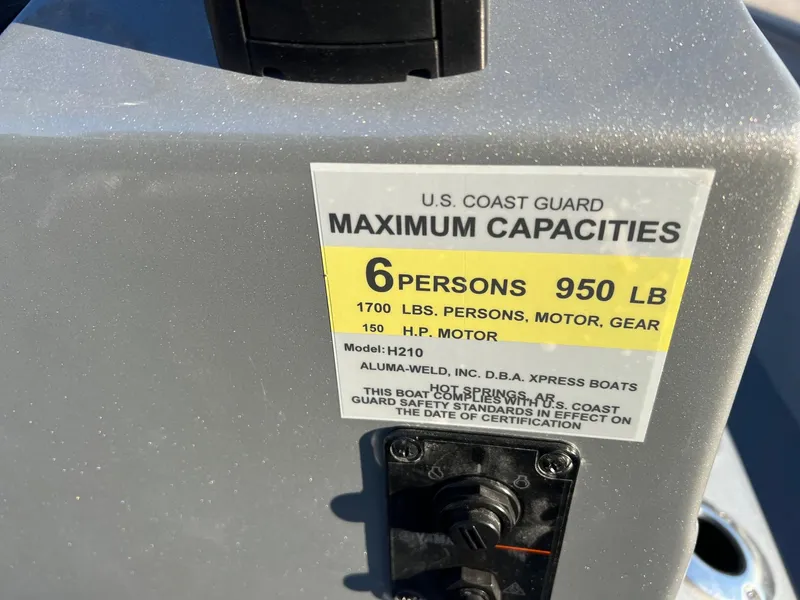 U.S. COAST GUARD
MAXIMUM CAPACITIES
6 PERSONS 950 LB
1700 LBS. PERSONS, MOTOR, GEAR
150 H.P. MOTOR
Model: H210
ALUMA-WELD, INC. D.B.A. XPRESS BOATS
HOT SPRINGS, AR
THIS BOAT COMPLIES WITH U.S. COAST
GUARD SAFETY STANDARDS IN EFFECT ON
THE DATE OF CERTIFICATION